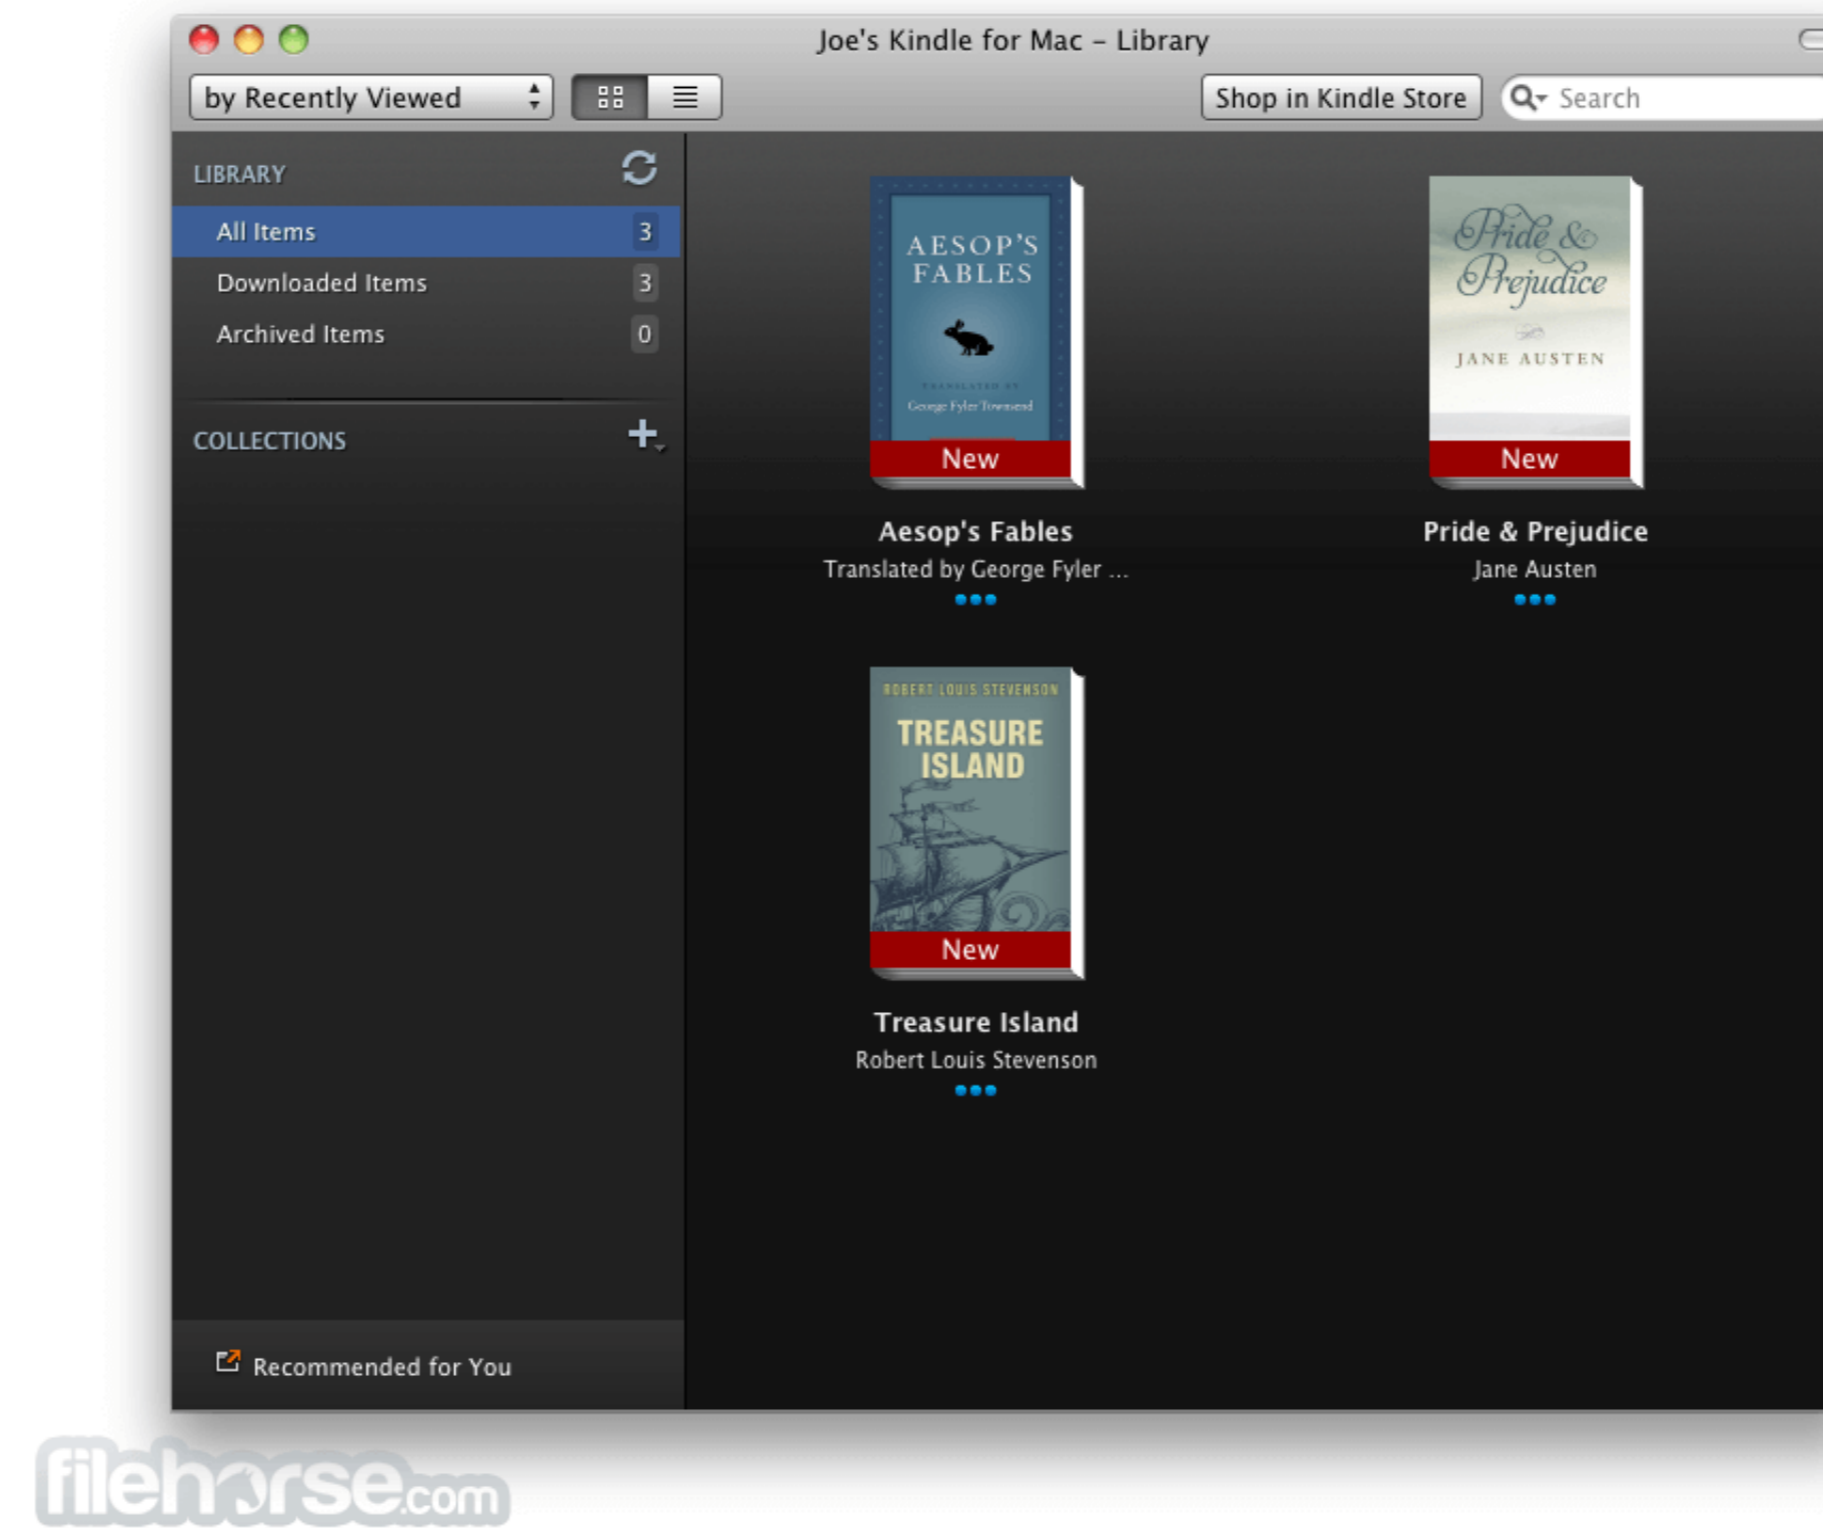 Joe's Kindle for Mac – Library
by Recently Viewed
Shop in Kindle Store
Search
LIBRARY
All Items 3
Downloaded Items 3
Archived Items 0
COLLECTIONS
AESOP'S
FABLES
TRANSLATED BY
George Fyler Townsend
New
Aesop's Fables
Translated by George Fyler ...
Pride &
Prejudice
JANE AUSTEN
New
Pride & Prejudice
Jane Austen
ROBERT LOUIS STEVENSON
TREASURE
ISLAND
New
Treasure Island
Robert Louis Stevenson
Recommended for You
filehorse.com